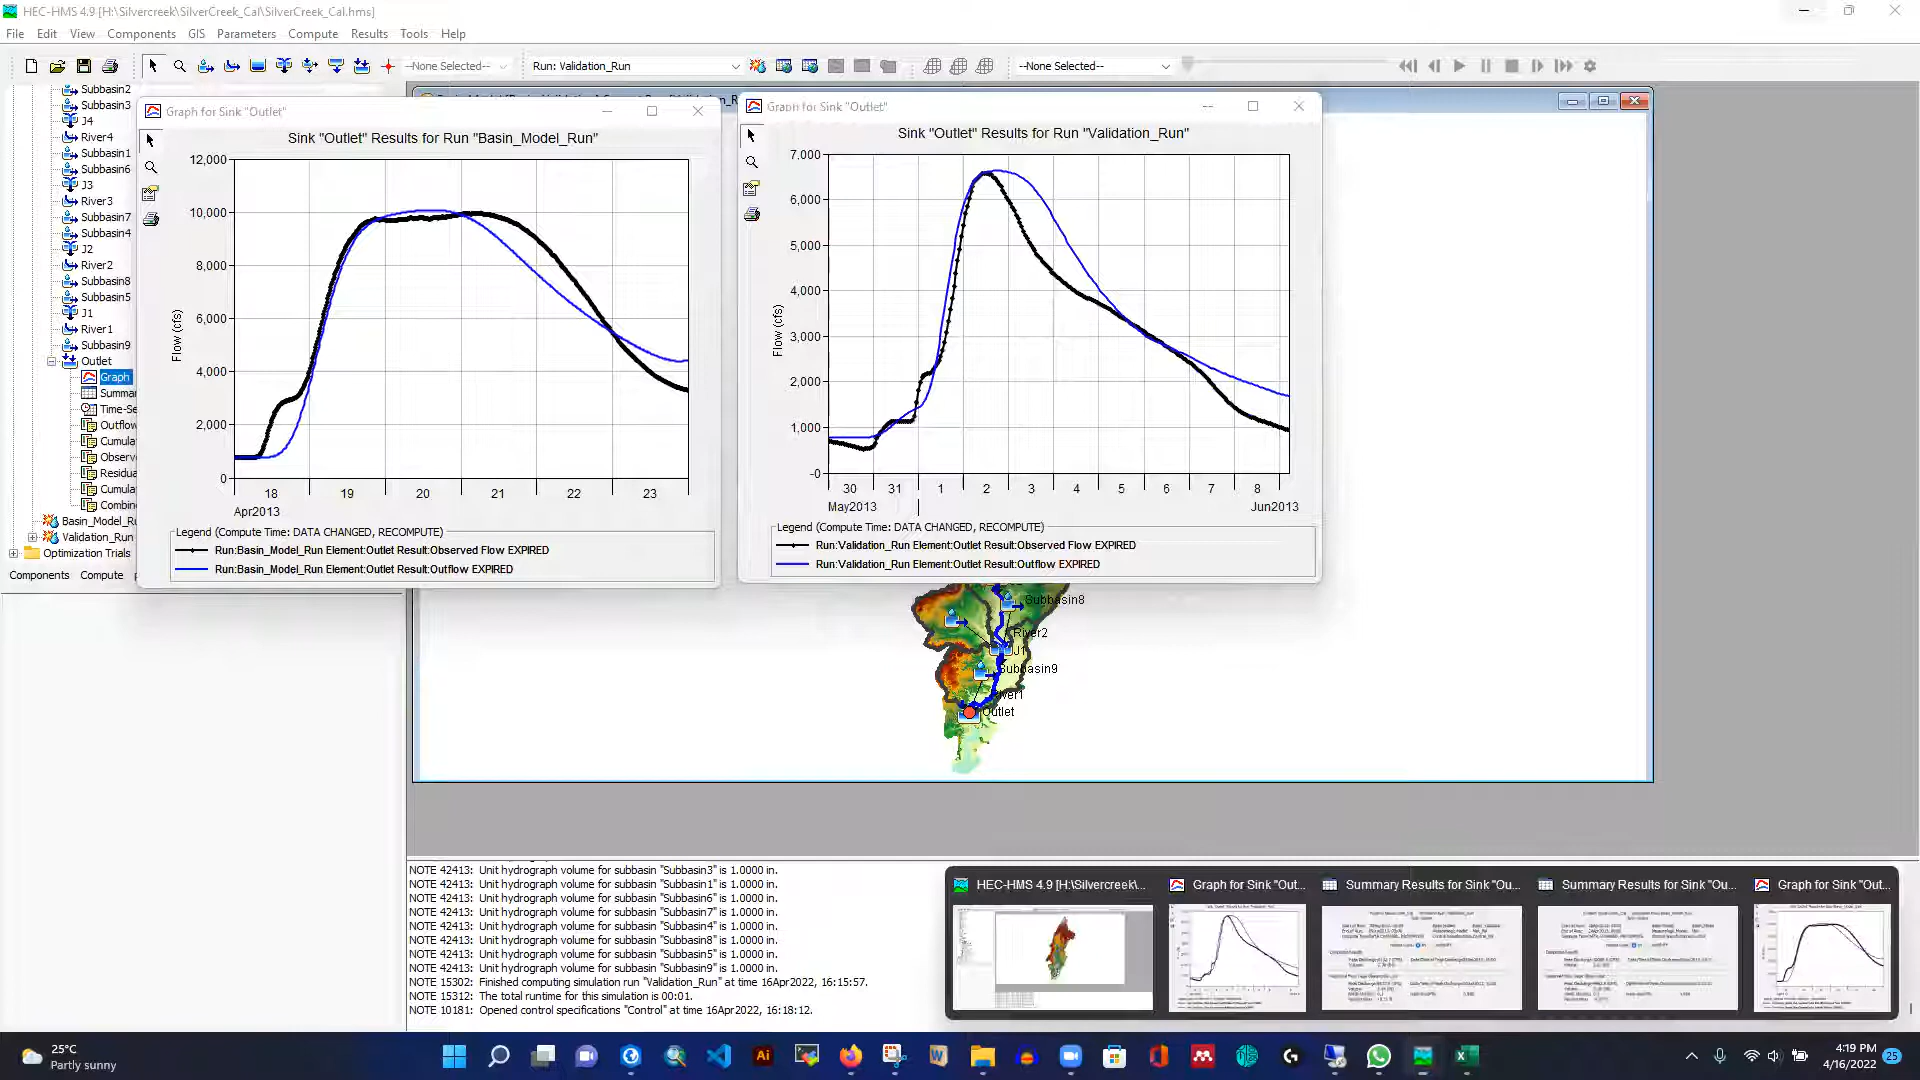 HEC-HMS 4.9 [H:\Silvercreek\SilverCreek_Cal\SilverCreek_Cal.hms]
File Edit View Components GIS Parameters Compute Results Tools Help
--None Selected-- Run: Validation_Run --None Selected--
Subbasin2
Subbasin3
J4
River4
Subbasin1
Subbasin6
J3
River3
Subbasin7
Subbasin4
J2
River2
Subbasin8
Subbasin5
J1
River1
Subbasin9
Outlet
Graph
Summa
Time-Se
Outflow
Cumula
Observ
Residua
Cumula
Combin
Basin_Model_Ru
Validation_Run
Optimization Trials
Components Compute
Graph for Sink "Outlet"
Sink "Outlet" Results for Run "Basin_Model_Run"
12,000
10,000
8,000
6,000
4,000
2,000
0
Flow (cfs)
18 19 20 21 22 23
Apr2013
Legend (Compute Time: DATA CHANGED, RECOMPUTE)
Run:Basin_Model_Run Element:Outlet Result:Observed Flow EXPIRED
Run:Basin_Model_Run Element:Outlet Result:Outflow EXPIRED
Graph for Sink "Outlet"
Sink "Outlet" Results for Run "Validation_Run"
7,000
6,000
5,000
4,000
3,000
2,000
1,000
-0
Flow (cfs)
30 31 1 2 3 4 5 6 7 8
May2013 Jun2013
Legend (Compute Time: DATA CHANGED, RECOMPUTE)
Run:Validation_Run Element:Outlet Result:Observed Flow EXPIRED
Run:Validation_Run Element:Outlet Result:Outflow EXPIRED
Subbasin8
River2
J1
Subbasin9
River1
Outlet
NOTE 42413: Unit hydrograph volume for subbasin "Subbasin3" is 1.0000 in.
NOTE 42413: Unit hydrograph volume for subbasin "Subbasin1" is 1.0000 in.
NOTE 42413: Unit hydrograph volume for subbasin "Subbasin6" is 1.0000 in.
NOTE 42413: Unit hydrograph volume for subbasin "Subbasin7" is 1.0000 in.
NOTE 42413: Unit hydrograph volume for subbasin "Subbasin4" is 1.0000 in.
NOTE 42413: Unit hydrograph volume for subbasin "Subbasin8" is 1.0000 in.
NOTE 42413: Unit hydrograph volume for subbasin "Subbasin5" is 1.0000 in.
NOTE 42413: Unit hydrograph volume for subbasin "Subbasin9" is 1.0000 in.
NOTE 15302: Finished computing simulation run "Validation_Run" at time 16Apr2022, 16:15:57.
NOTE 15312: The total runtime for this simulation is 00:01.
NOTE 10181: Opened control specifications "Control" at time 16Apr2022, 16:18:12.
HEC-HMS 4.9 [H:\Silvercreek\...
Graph for Sink "Out...
Summary Results for Sink "Ou...
Summary Results for Sink "Ou...
Graph for Sink "Out...
25°C
Partly sunny
4:19 PM
4/16/2022
25